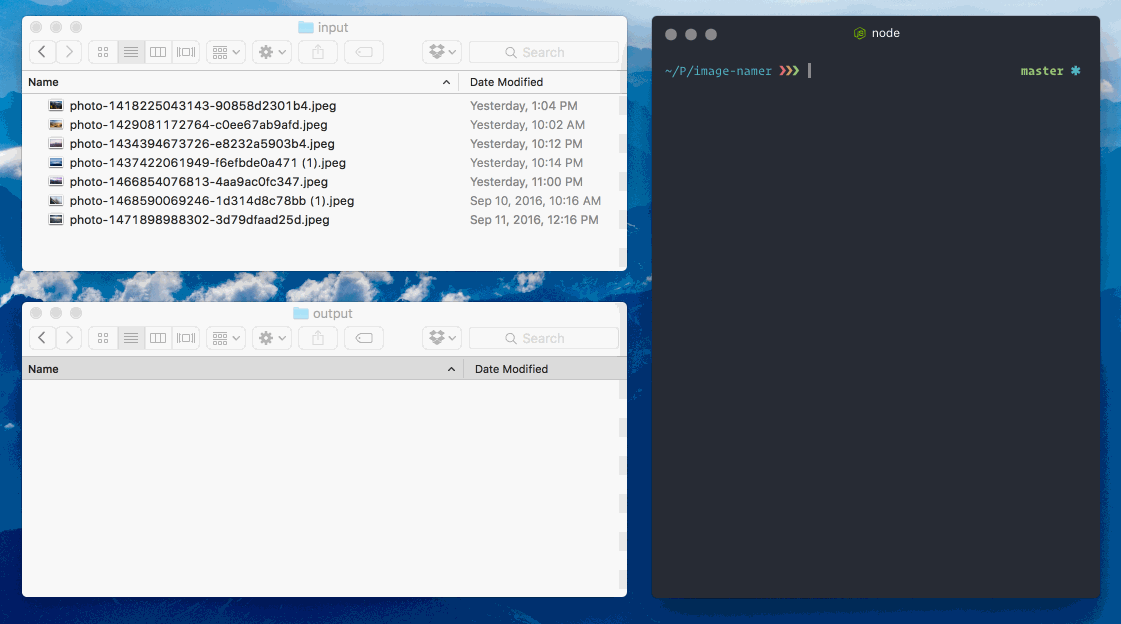 input
Search
Name Date Modified
photo-1418225043143-90858d2301b4.jpeg Yesterday, 1:04 PM
photo-1429081172764-c0ee67ab9afd.jpeg Yesterday, 10:02 AM
photo-1434394673726-e8232a5903b4.jpeg Yesterday, 10:12 PM
photo-1437422061949-f6efbde0a471 (1).jpeg Yesterday, 10:14 PM
photo-1466854076813-4aa9ac0fc347.jpeg Yesterday, 11:00 PM
photo-1468590069246-1d314d8c78bb (1).jpeg Sep 10, 2016, 10:16 AM
photo-1471898988302-3d79dfaad25d.jpeg Sep 11, 2016, 12:16 PM
output
Search
Name Date Modified
node
~/P/image-namer ❯❯❯ master ✱